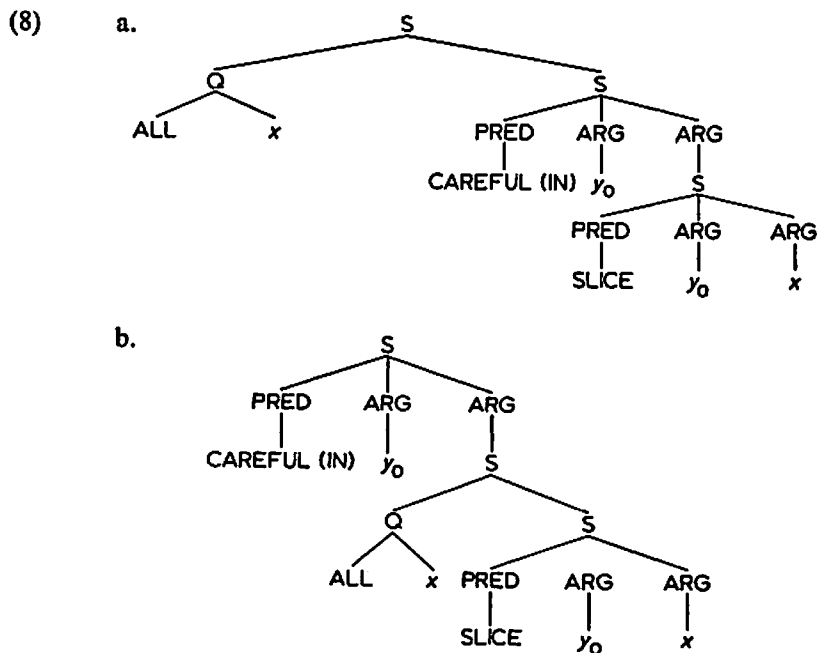 (8) a. S
Q S
ALL x PRED ARG ARG
CAREFUL (IN) y₀ S
PRED ARG ARG
SLICE y₀ x
b. S
PRED ARG ARG
CAREFUL (IN) y₀ S
Q S
ALL x PRED ARG ARG
SLICE y₀ x